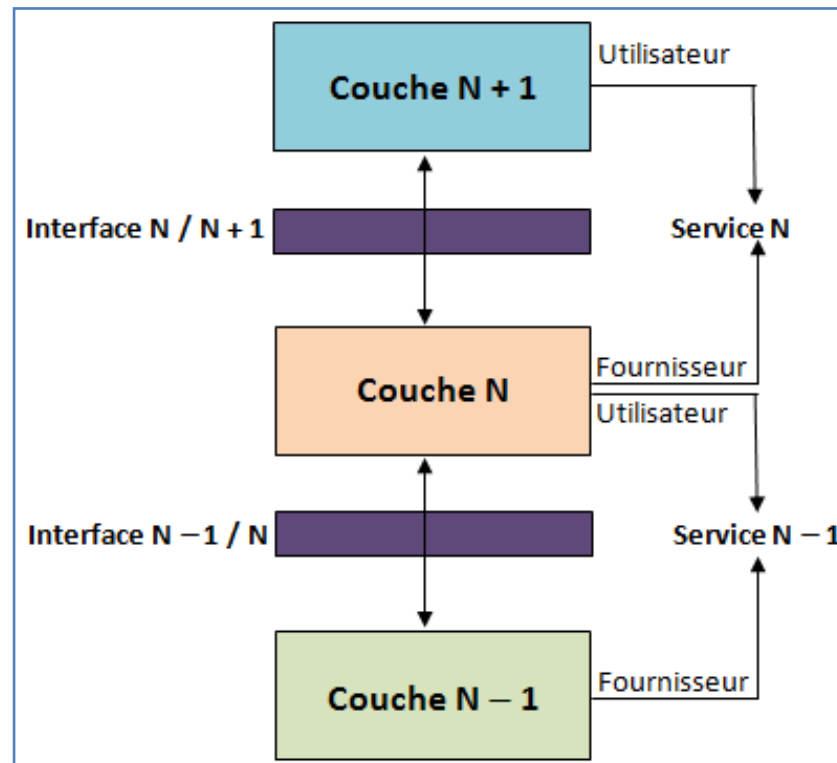 Utilisateur
Couche N + 1
Interface N / N + 1
Service N
Fournisseur
Couche N
Utilisateur
Interface N – 1 / N
Service N – 1
Fournisseur
Couche N – 1